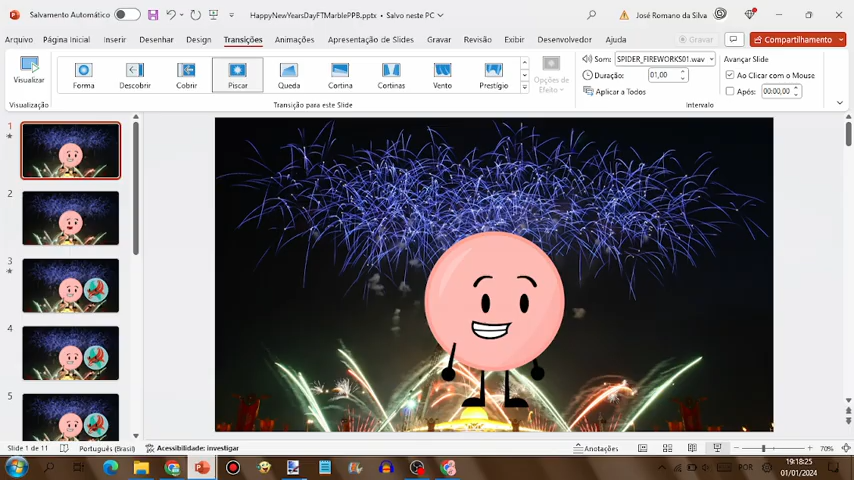 Salvamento Automático
HappyNewYearsDayFTMarblePPB.pptx • Salvo neste PC
José Romano da Silva
Arquivo Página Inicial Inserir Desenhar Design Transições Animações Apresentação de Slides Gravar Revisão Exibir Desenvolvedor Ajuda
Gravar
Compartilhamento
Visualizar
Forma Descobrir Cobrir Piscar Queda Cortina Cortinas Vento Prestígio
Opções de Efeito
Som: SPIDER_FIREWORKS01.wav
Duração: 01,00
Aplicar a Todos
Avançar Slide
Ao Clicar com o Mouse
Após: 00:00,00
Visualização
Transição para este Slide
Intervalo
1
2
3
4
5
Slide 1 de 11
Português (Brasil)
Acessibilidade: investigar
Anotações
70%
POR
19:18:25
01/01/2024